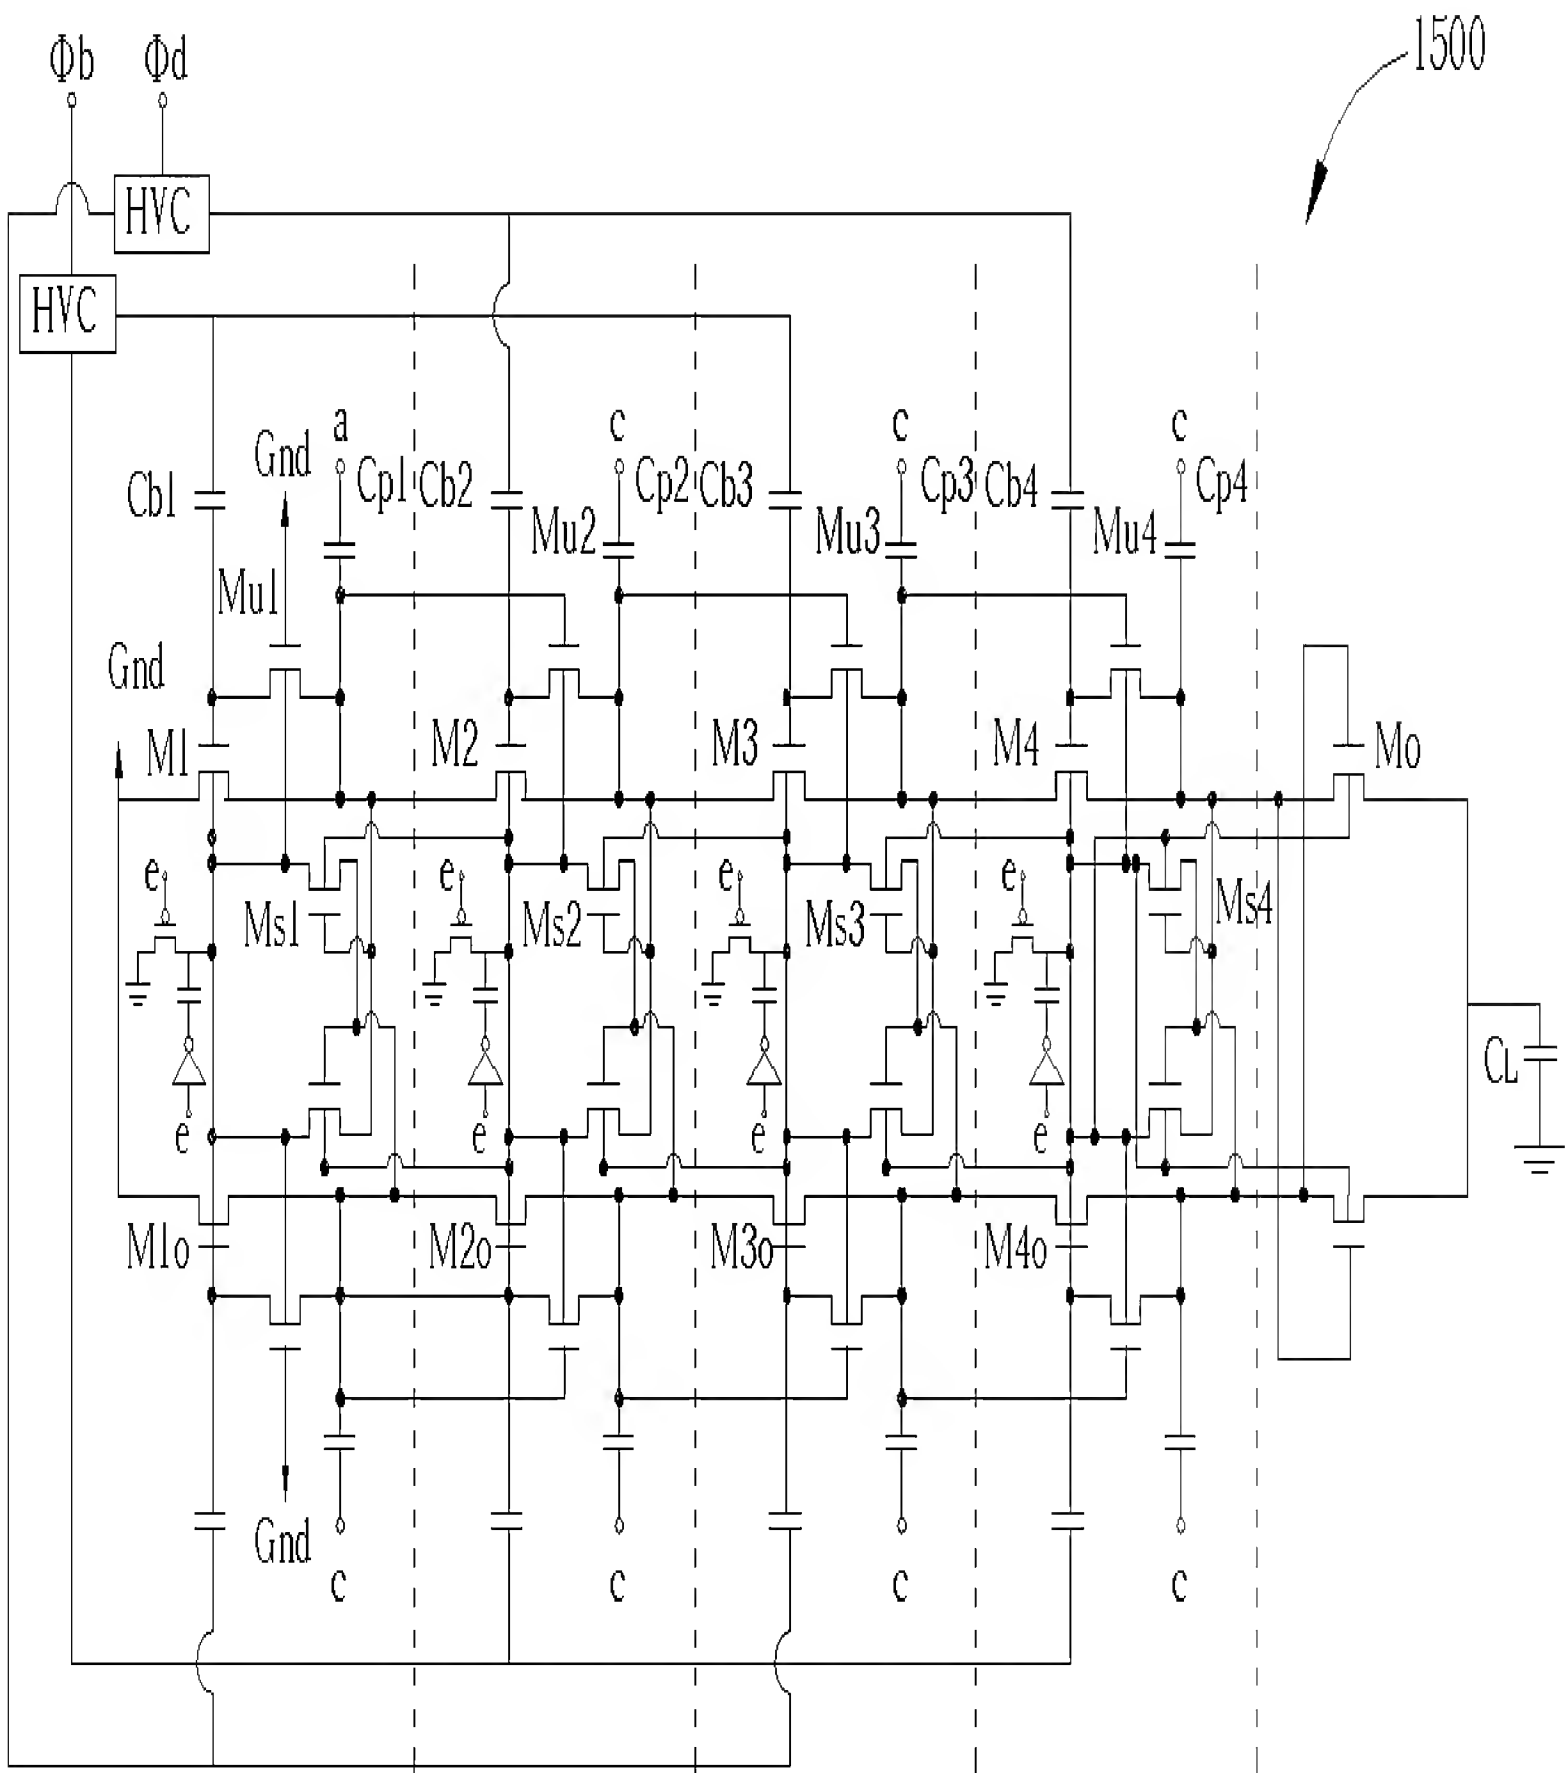 1500
Φb Φd
HVC
HVC
a c c c
Gnd
Cb1 Cp1 Cb2 Cp2 Cb3 Cp3 Cb4 Cp4
Mu2 Mu3 Mu4
Mu1
Gnd
M1 M2 M3 M4 Mo
e e e e
Ms1 Ms2 Ms3 Ms4
CL
e e e e
M1o M2o M3o M4o
Gnd
c c c c